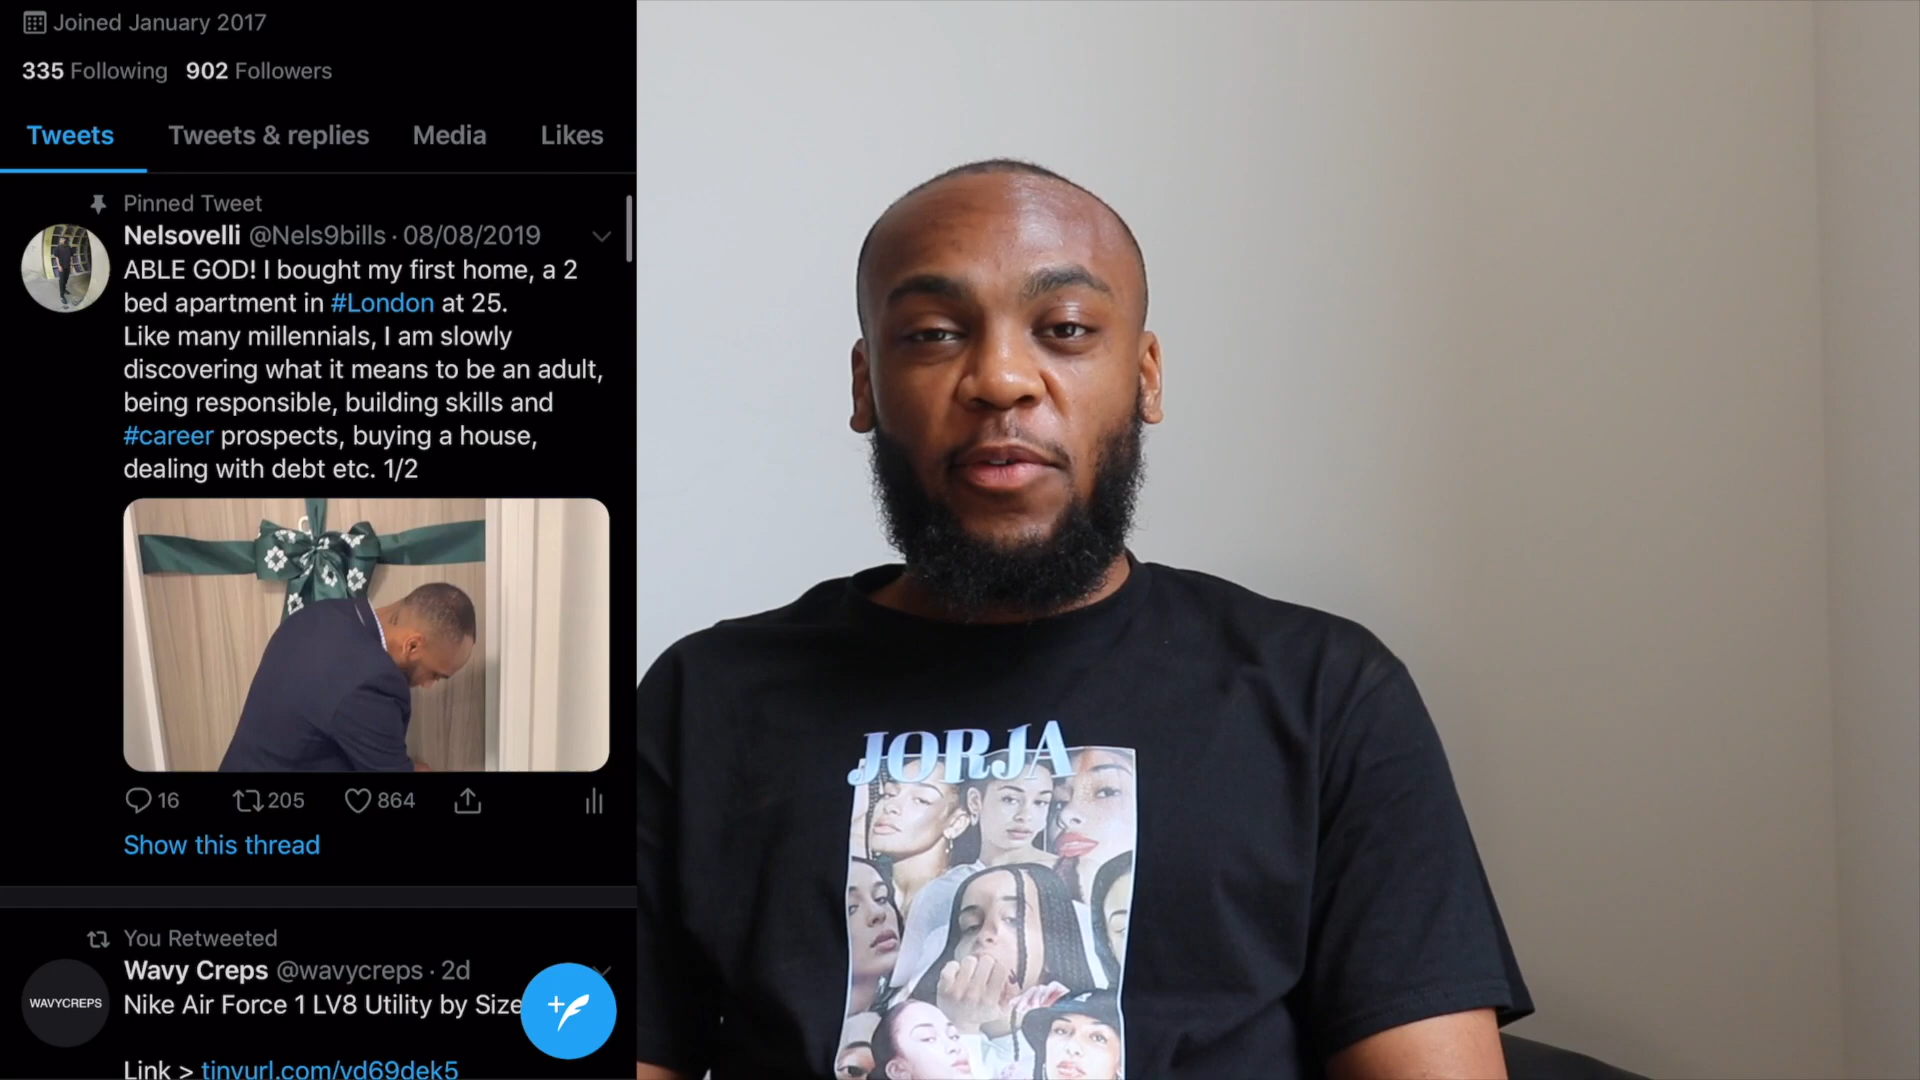 Joined January 2017
335 Following 902 Followers
Tweets Tweets & replies Media Likes
Pinned Tweet
Nelsovelli @Nels9bills · 08/08/2019
ABLE GOD! I bought my first home, a 2
bed apartment in #London at 25.
Like many millennials, I am slowly
discovering what it means to be an adult,
being responsible, building skills and
#career prospects, buying a house,
dealing with debt etc. 1/2
16 205 864
Show this thread
You Retweeted
Wavy Creps @wavycreps · 2d
WAVYCREPS
Nike Air Force 1 LV8 Utility by Size
Link > tinyurl.com/yd69dek5
JORJA